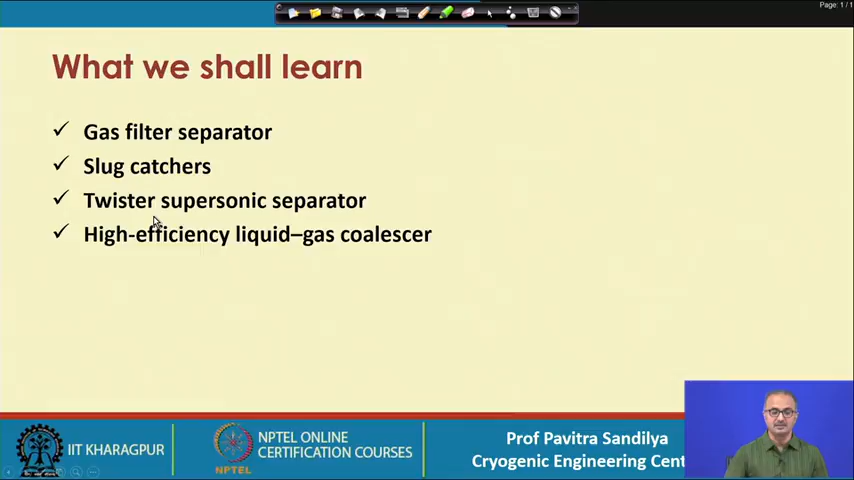 Page: 1 / 1
What we shall learn
✓ Gas filter separator
✓ Slug catchers
✓ Twister supersonic separator
✓ High-efficiency liquid–gas coalescer
IIT KHARAGPUR
NPTEL
NPTEL ONLINE
CERTIFICATION COURSES
Prof Pavitra Sandilya
Cryogenic Engineering Cent